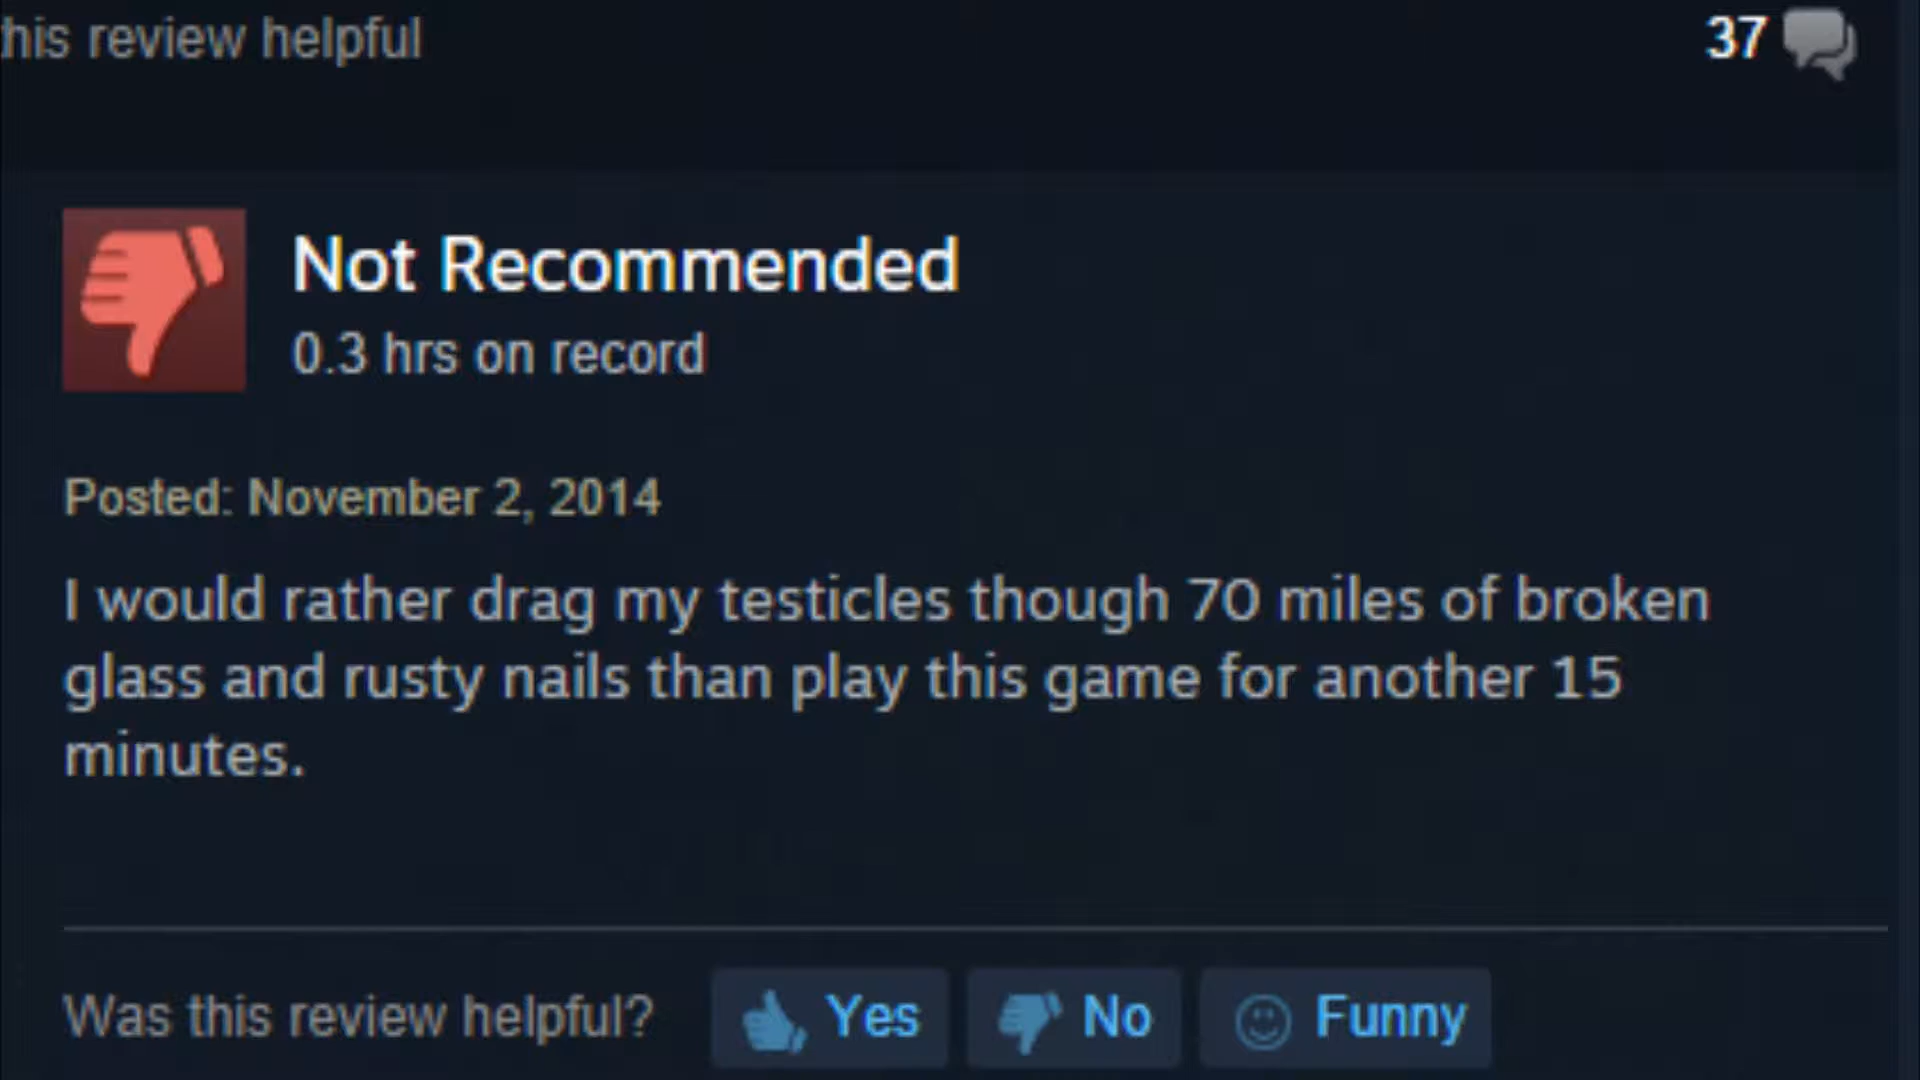 his review helpful
37
Not Recommended
0.3 hrs on record
Posted: November 2, 2014
I would rather drag my testicles though 70 miles of broken
glass and rusty nails than play this game for another 15
minutes.
Was this review helpful?
Yes
No
Funny